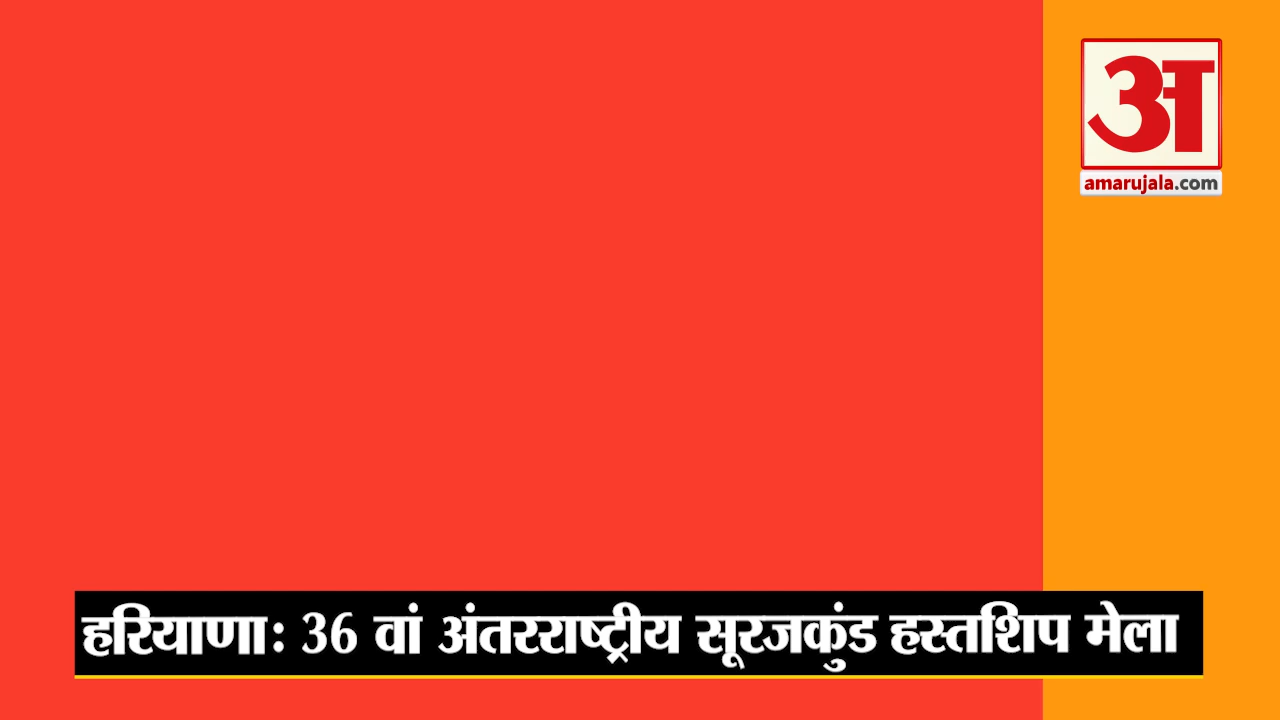 अ
amarujala.com
हरियाणा: 36 वां अंतरराष्ट्रीय सूरजकुंड हस्तशिप मेला